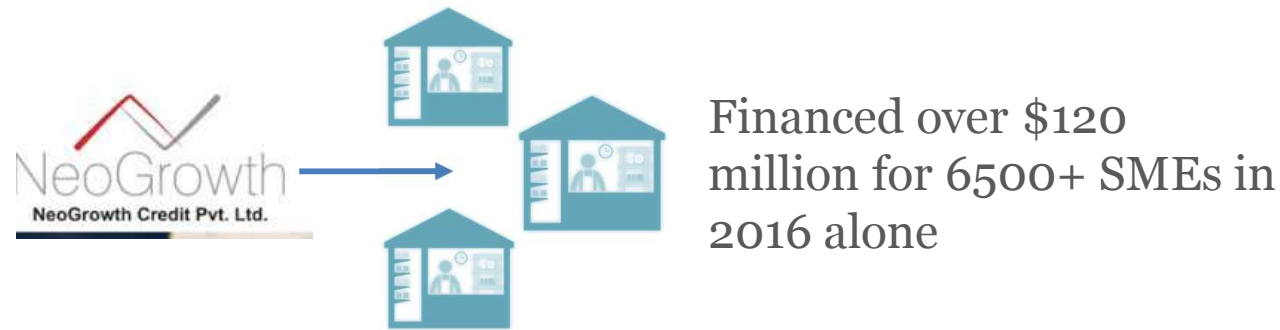 NeoGrowth
NeoGrowth Credit Pvt. Ltd.
Financed over $120
million for 6500+ SMEs in
2016 alone